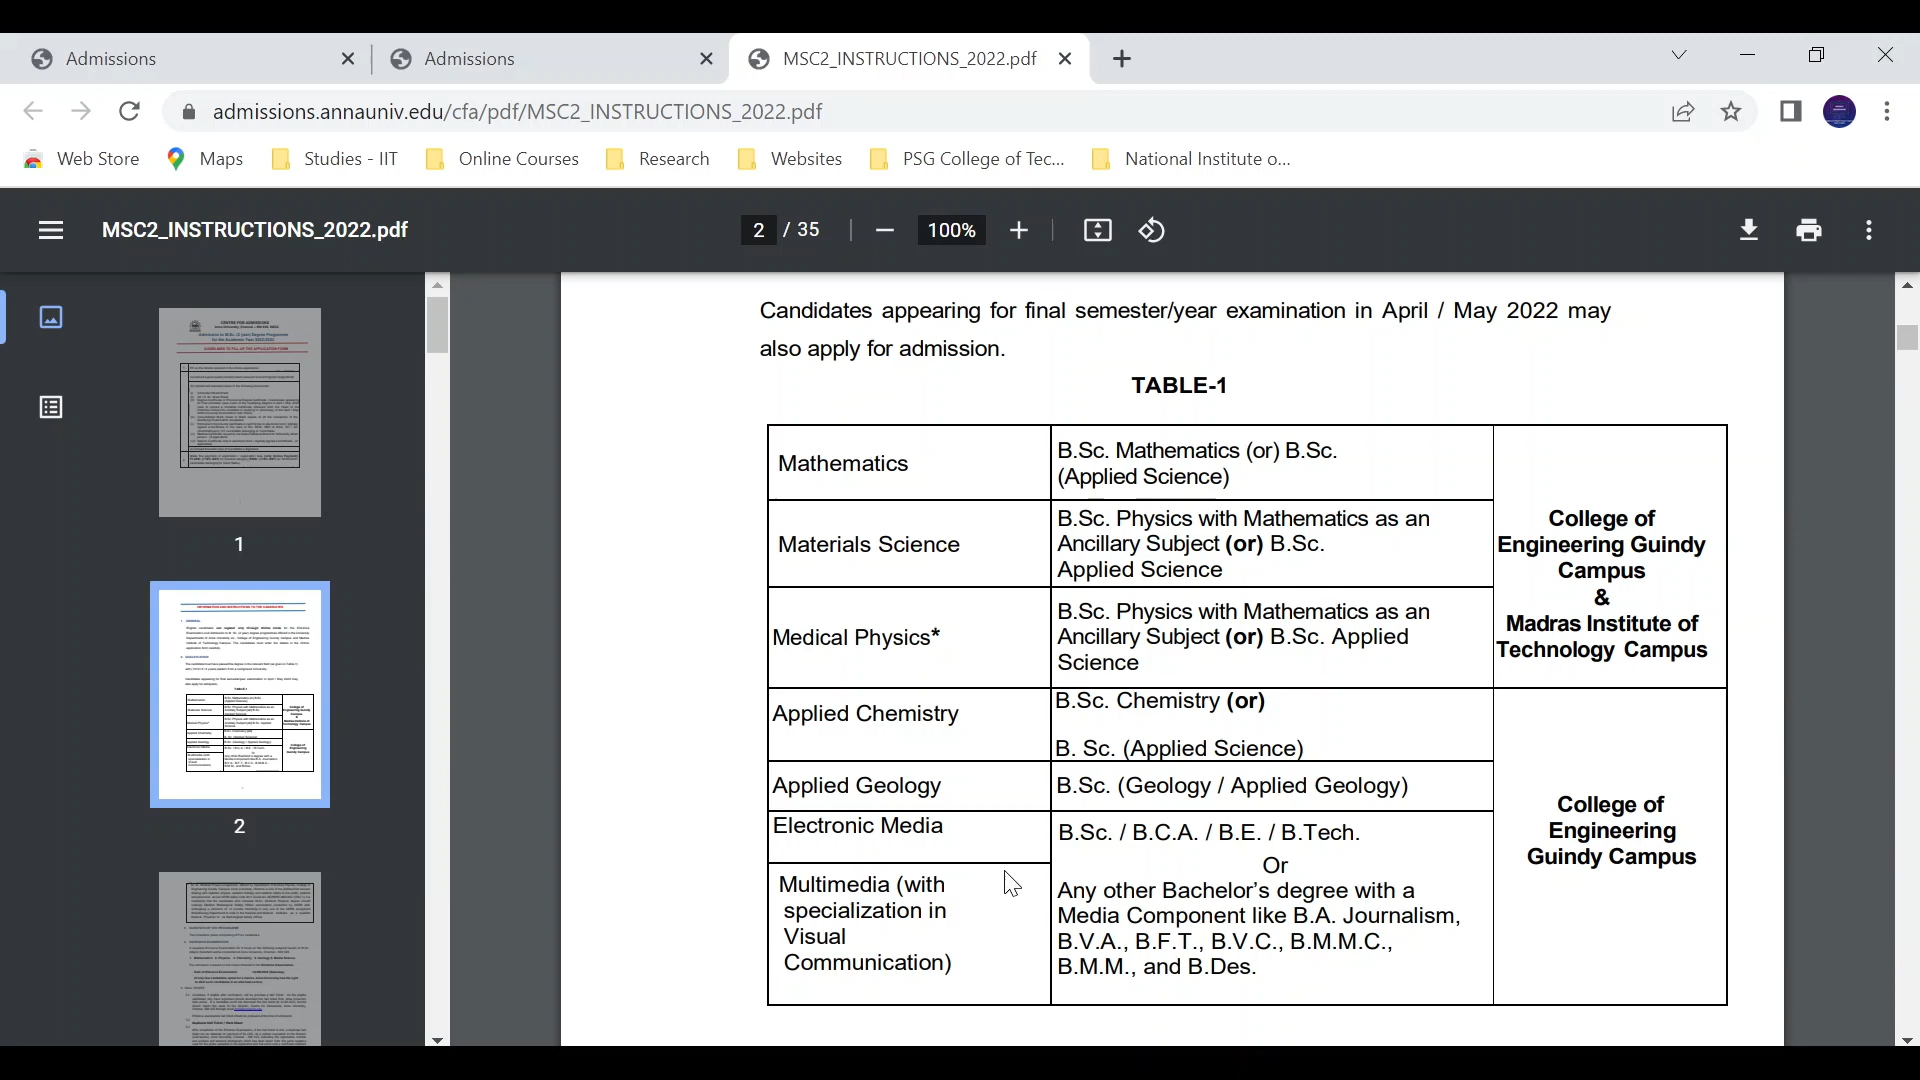 Admissions
Admissions
MSC2_INSTRUCTIONS_2022.pdf
admissions.annauniv.edu/cfa/pdf/MSC2_INSTRUCTIONS_2022.pdf
Web Store
Maps
Studies - IIT
Online Courses
Research
Websites
PSG College of Tec...
National Institute o...
MSC2_INSTRUCTIONS_2022.pdf
2 / 35
100%
1
2
Candidates appearing for final semester/year examination in April / May 2022 may
also apply for admission.
TABLE-1
Mathematics
B.Sc. Mathematics (or) B.Sc.
(Applied Science)
Materials Science
B.Sc. Physics with Mathematics as an
Ancillary Subject (or) B.Sc.
Applied Science
Medical Physics*
B.Sc. Physics with Mathematics as an
Ancillary Subject (or) B.Sc. Applied
Science
College of
Engineering Guindy
Campus
&
Madras Institute of
Technology Campus
Applied Chemistry
B.Sc. Chemistry (or)
B. Sc. (Applied Science)
Applied Geology
B.Sc. (Geology / Applied Geology)
Electronic Media
Multimedia (with
specialization in
Visual
Communication)
B.Sc. / B.C.A. / B.E. / B.Tech.
Or
Any other Bachelor's degree with a
Media Component like B.A. Journalism,
B.V.A., B.F.T., B.V.C., B.M.M.C.,
B.M.M., and B.Des.
College of
Engineering
Guindy Campus